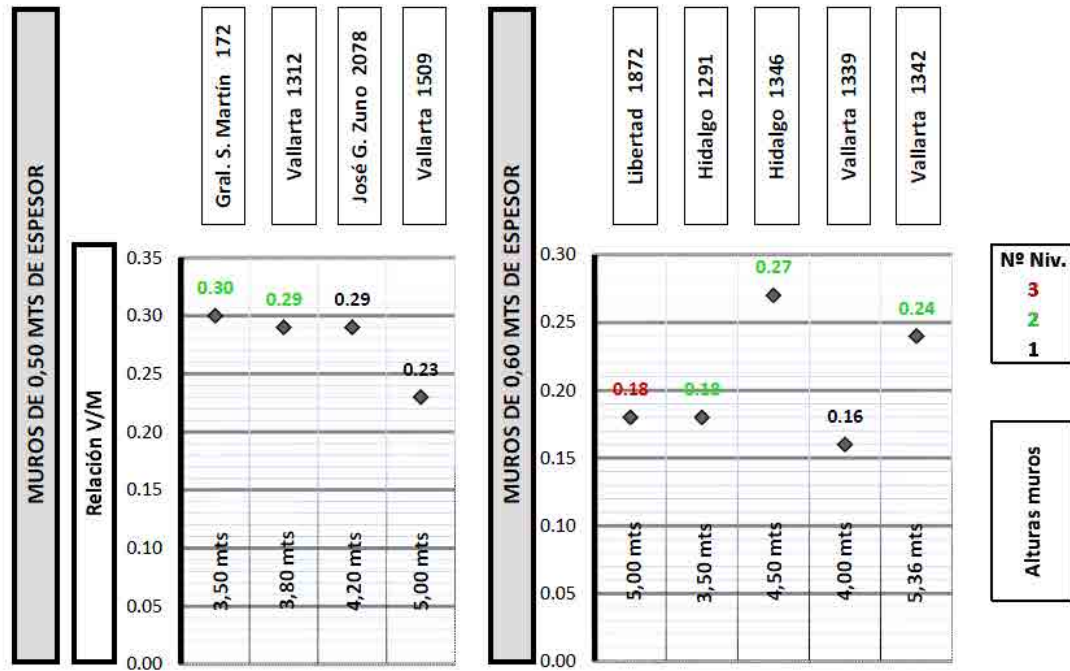 MUROS DE 0,50 MTS DE ESPESOR
Gral. S. Martín 172
Vallarta 1312
José G. Zuno 2078
Vallarta 1509
Relación V/M
0.35
0.30
0.25
0.20
0.15
0.10
0.05
0.00
0.30
0.29
0.29
0.23
3,50 mts
3,80 mts
4,20 mts
5,00 mts
MUROS DE 0,60 MTS DE ESPESOR
Libertad 1872
Hidalgo 1291
Hidalgo 1346
Vallarta 1339
Vallarta 1342
0.30
0.25
0.20
0.15
0.10
0.05
0.00
0.18
0.18
0.27
0.16
0.24
5,00 mts
3,50 mts
4,50 mts
4,00 mts
5,36 mts
Nº Niv.
3
2
1
Alturas muros